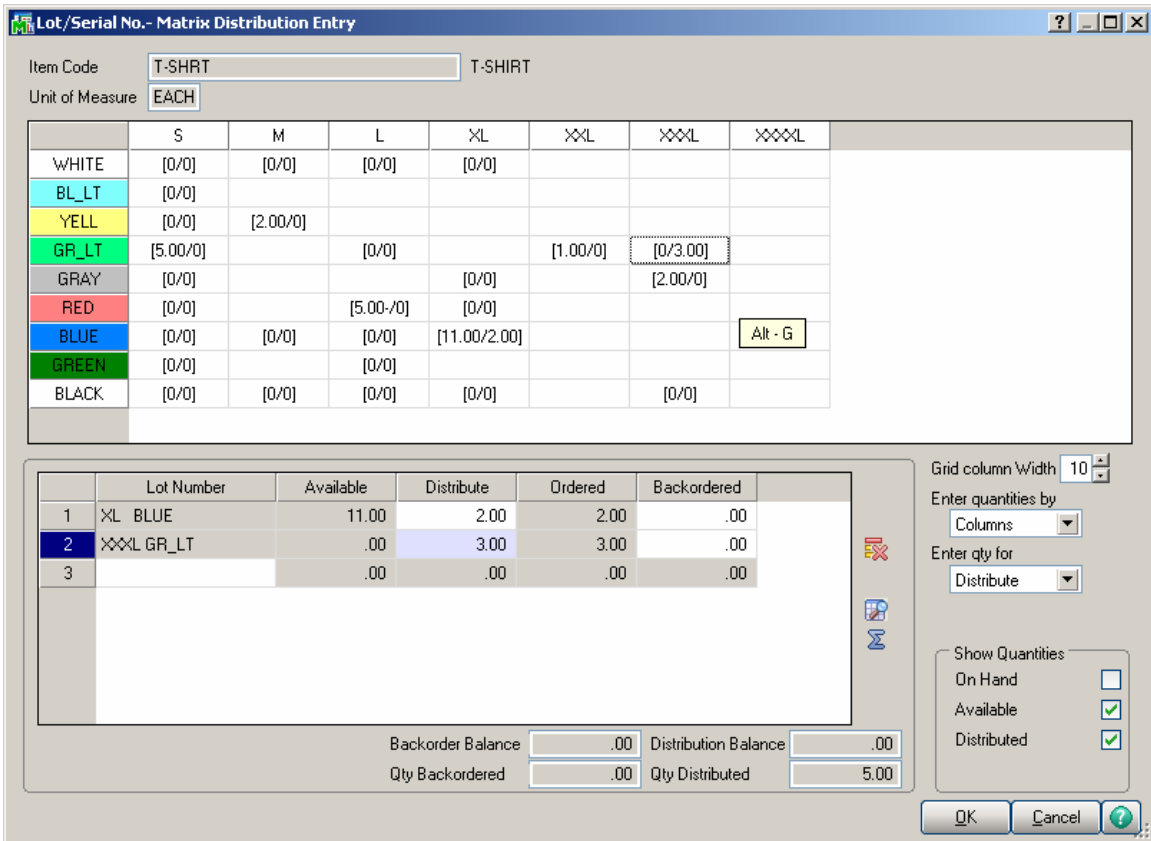 Lot/Serial No.- Matrix Distribution Entry
Item Code T-SHRT T-SHIRT
Unit of Measure EACH
S M L XL XXL XXXL XXXXL
WHITE [0/0] [0/0] [0/0] [0/0]
BL_LT [0/0]
YELL [0/0] [2.00/0]
GR_LT [5.00/0] [0/0] [1.00/0] [0/3.00]
GRAY [0/0] [0/0] [2.00/0]
RED [0/0] [5.00-/0] [0/0]
BLUE [0/0] [0/0] [0/0] [11.00/2.00] Alt - G
GREEN [0/0] [0/0]
BLACK [0/0] [0/0] [0/0] [0/0] [0/0]
Lot Number Available Distribute Ordered Backordered
1 XL BLUE 11.00 2.00 2.00 .00
2 XXXL GR_LT .00 3.00 3.00 .00
3 .00 .00 .00 .00
Backorder Balance .00 Distribution Balance .00
Qty Backordered .00 Qty Distributed 5.00
Grid column Width 10
Enter quantities by
Columns
Enter qty for
Distribute
Show Quantities
On Hand
Available
Distributed
OK Cancel